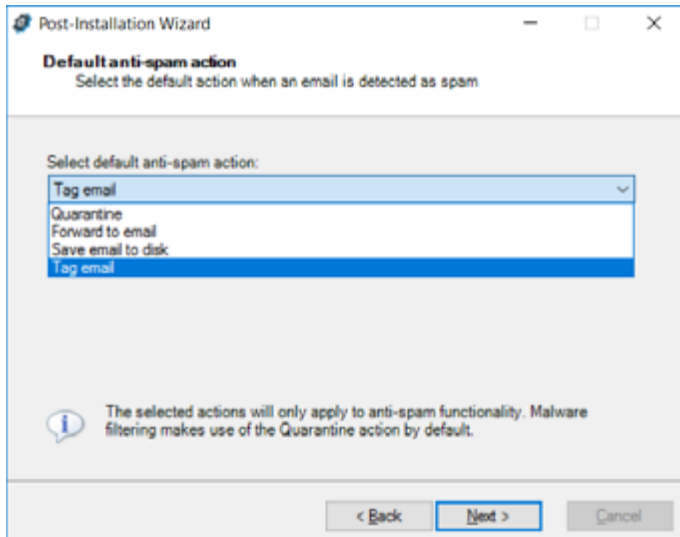 Post-Installation Wizard
Default anti-spam action
Select the default action when an email is detected as spam
Select default anti-spam action:
Tag email
Quarantine
Forward to email
Save email to disk
Tag email
The selected actions will only apply to anti-spam functionality. Malware
filtering makes use of the Quarantine action by default.
< Back
Next >
Cancel